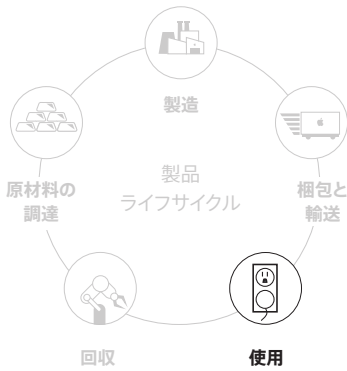 製造
原材料の
調達
製品
ライフサイクル
梱包と
輸送
回収
使用